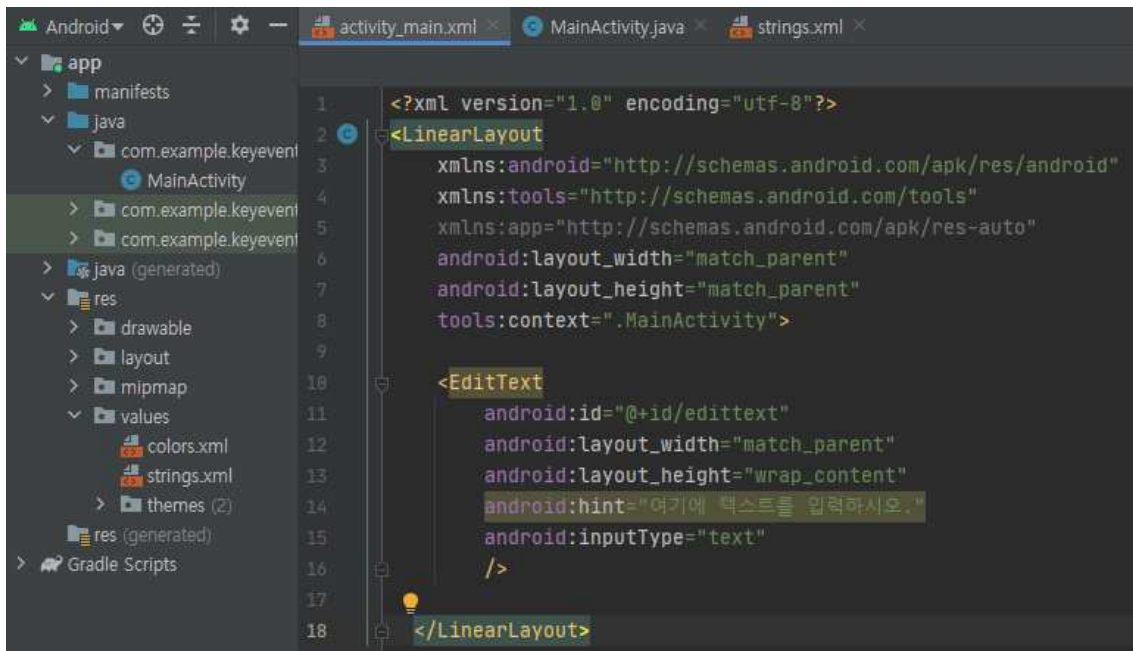 Android
activity_main.xml
MainActivity.java
strings.xml
app
manifests
java
com.example.keyevent
MainActivity
com.example.keyevent
com.example.keyevent
java (generated)
res
drawable
layout
mipmap
values
colors.xml
strings.xml
themes (2)
res (generated)
Gradle Scripts
1 <?xml version="1.0" encoding="utf-8"?>
2 <LinearLayout
3 xmlns:android="http://schemas.android.com/apk/res/android"
4 xmlns:tools="http://schemas.android.com/tools"
5 xmlns:app="http://schemas.android.com/apk/res-auto"
6 android:layout_width="match_parent"
7 android:layout_height="match_parent"
8 tools:context=".MainActivity">
9
10 <EditText
11 android:id="@+id/edittext"
12 android:layout_width="match_parent"
13 android:layout_height="wrap_content"
14 android:hint="여기에 텍스트를 입력하시오."
15 android:inputType="text"
16 />
17
18 </LinearLayout>